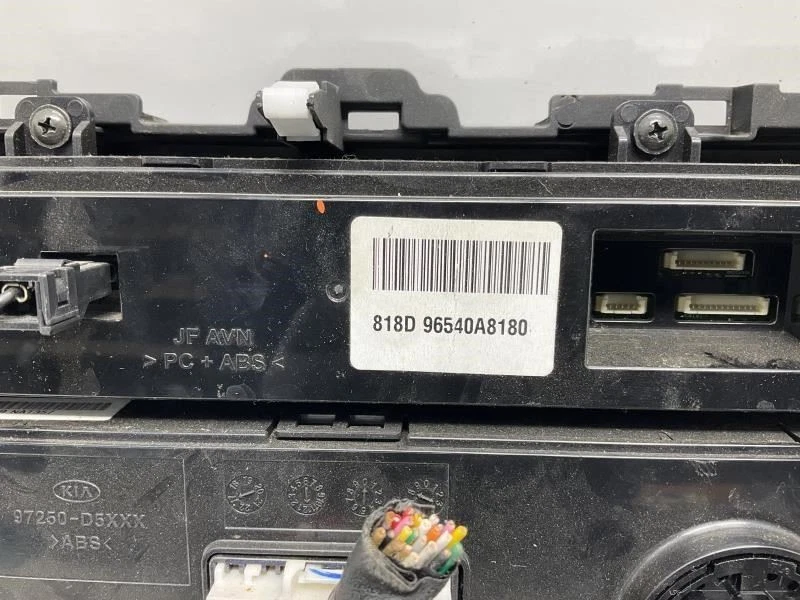 818D 96540A8180
JF AVN
> PC + ABS <
KIA
97250-D5XXX
>ABS<